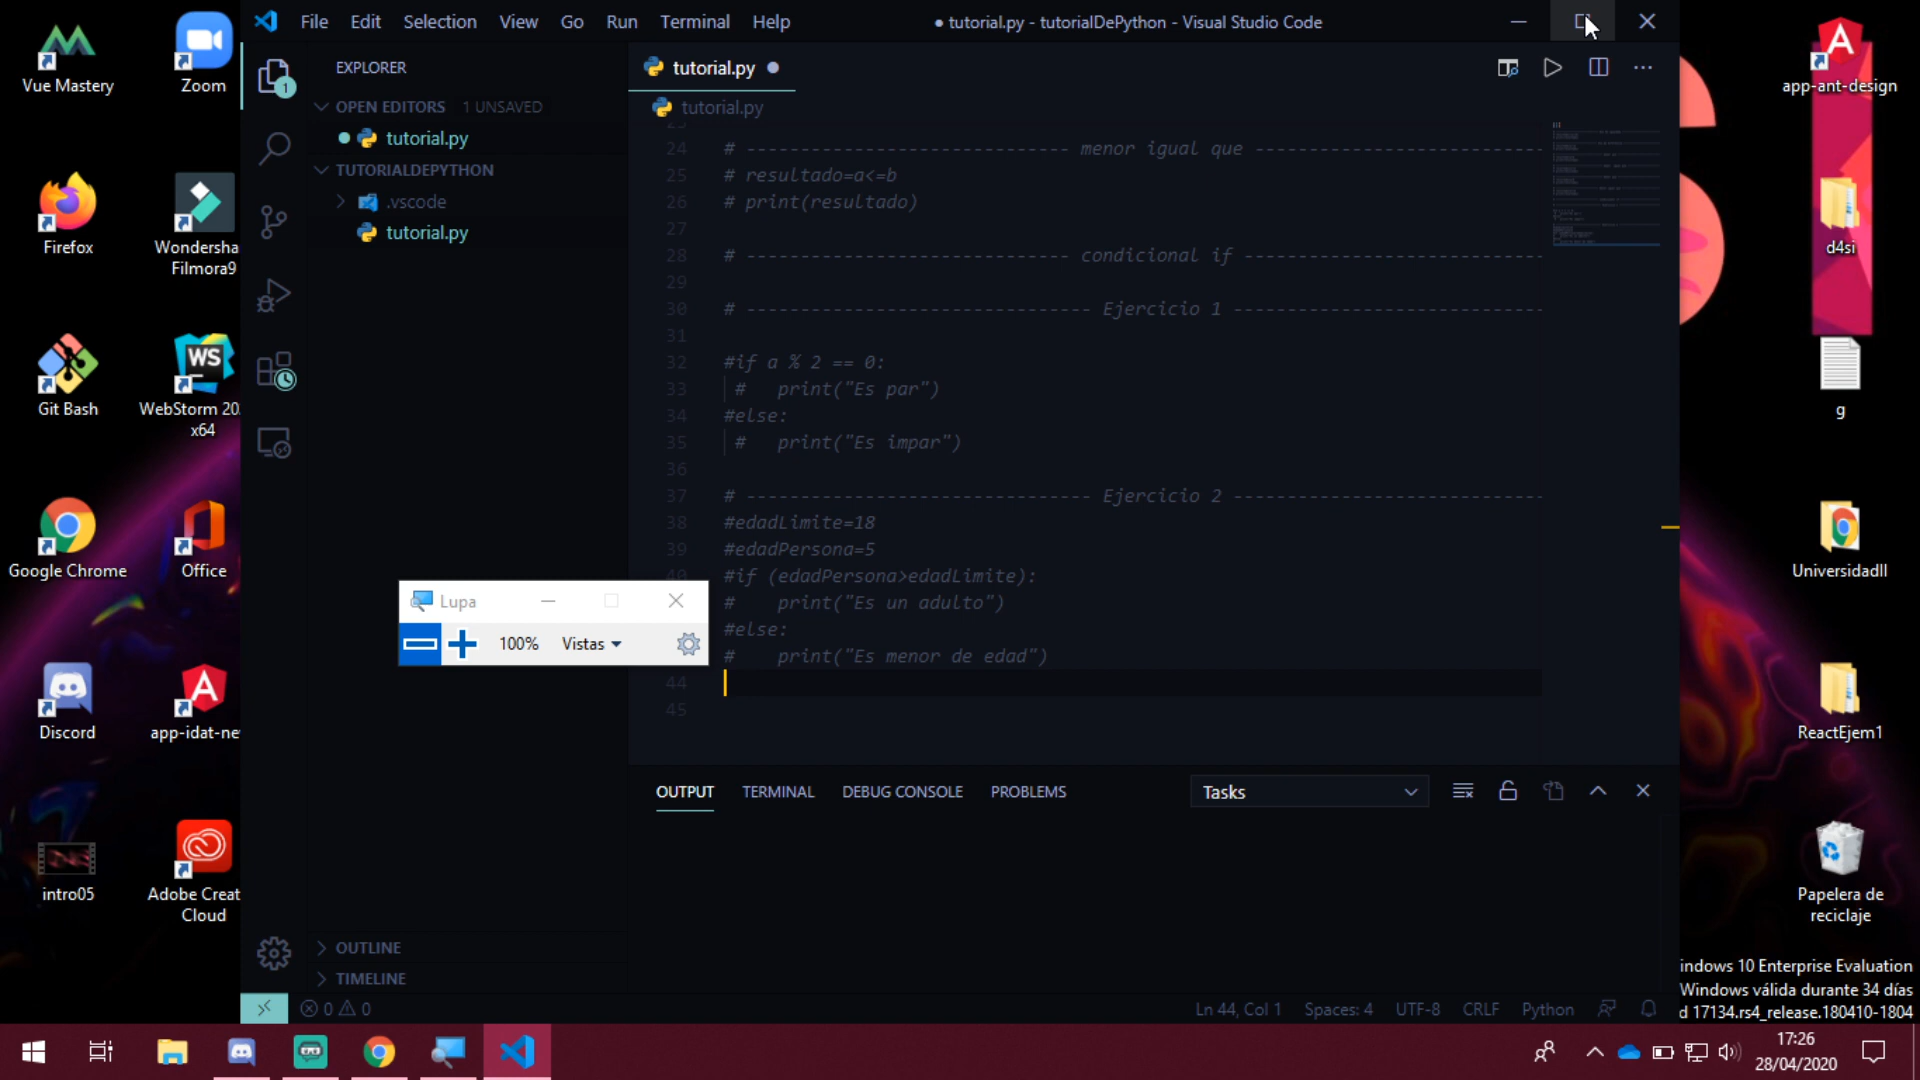 File Edit Selection View Go Run Terminal Help
● tutorial.py - tutorialDePython - Visual Studio Code
EXPLORER
OPEN EDITORS 1 UNSAVED
tutorial.py
TUTORIALDEPYTHON
.vscode
tutorial.py
OUTLINE
TIMELINE
1
tutorial.py
tutorial.py
24 # ----------------------------- menor igual que --------------------------
25 # resultado=a<=b
26 # print(resultado)
27
28 # ----------------------------- condicional if ---------------------------
29
30 # ------------------------------- Ejercicio 1 ----------------------------
31
32 #if a % 2 == 0:
33 #   print("Es par")
34 #else:
35 #   print("Es impar")
36
37 # ------------------------------- Ejercicio 2 ----------------------------
38 #edadLimite=18
39 #edadPersona=5
40 #if (edadPersona>edadLimite):
#    print("Es un adulto")
#else:
#    print("Es menor de edad")
44
45
Lupa
100% Vistas
OUTPUT TERMINAL DEBUG CONSOLE PROBLEMS
Tasks
0 0
Ln 44, Col 1 Spaces: 4 UTF-8 CRLF Python
Vue Mastery
Zoom
Firefox
Wondersha
Filmora9
Git Bash
WS
WebStorm 20
x64
Google Chrome
Office
Discord
app-idat-ne
intro05
Adobe Creat
Cloud
app-ant-design
d4si
g
Universidadll
ReactEjem1
Papelera de
reciclaje
indows 10 Enterprise Evaluation
Windows válida durante 34 días
d 17134.rs4_release.180410-1804
17:26
28/04/2020